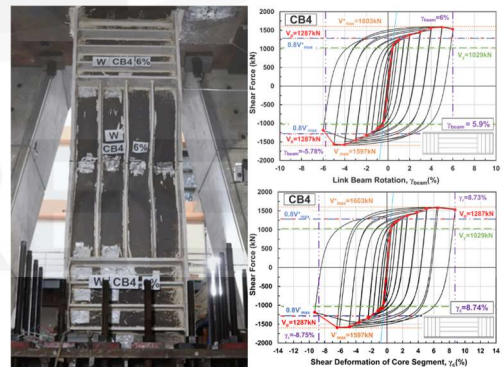 W CB4 6%
W
CB4 6%
W CB4 %
CB4
V⁺max=1603kN
γbeam=6%
Vp=1287kN
0.8V⁺max
Vy=1029kN
0.8V⁻max
Vp=1287kN
γbeam=-5.78%
V⁻max=1597kN
γbeam = 5.9%
Shear Force (kN)
2000
1500
1000
500
0
-500
-1000
-1500
-2000
-10 -8 -6 -4 -2 0 2 4 6 8 10
Link Beam Rotation, γbeam(%)
CB4
V⁺max=1603kN
γc=8.73%
0.8V⁺max
Vp=1287kN
Vy=1029kN
0.8V⁻max
Vp=1287kN
γc=-8.75%
V⁻max=1597kN
γc= 8.74%
Shear Force (kN)
2000
1500
1000
500
0
-500
-1000
-1500
-2000
-14 -12 -10 -8 -6 -4 -2 0 2 4 6 8 10 12 14
Shear Deformation of Core Segment, γc(%)